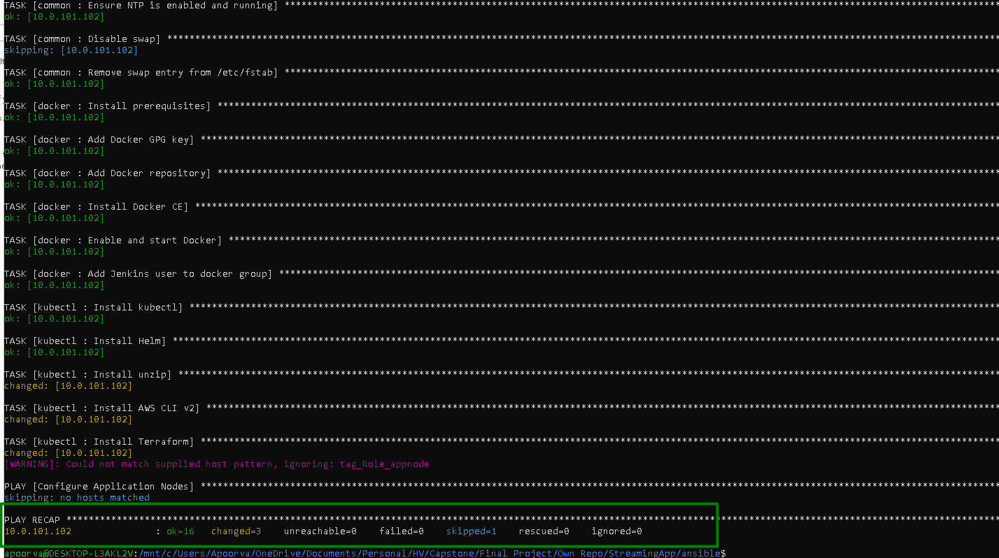 TASK [common : Ensure NTP is enabled and running] ********************************************************************************************************************************
ok: [10.0.101.102]
TASK [common : Disable swap] *****************************************************************************************************************************************************
skipping: [10.0.101.102]
TASK [common : Remove swap entry from /etc/fstab] ********************************************************************************************************************************
ok: [10.0.101.102]
TASK [docker : Install prerequisites] ********************************************************************************************************************************************
ok: [10.0.101.102]
TASK [docker : Add Docker GPG key] ***********************************************************************************************************************************************
ok: [10.0.101.102]
TASK [docker : Add Docker repository] ********************************************************************************************************************************************
ok: [10.0.101.102]
TASK [docker : Install Docker CE] ************************************************************************************************************************************************
ok: [10.0.101.102]
TASK [docker : Enable and start Docker] ******************************************************************************************************************************************
ok: [10.0.101.102]
TASK [docker : Add Jenkins user to docker group] *********************************************************************************************************************************
ok: [10.0.101.102]
TASK [kubectl : Install kubectl] *************************************************************************************************************************************************
ok: [10.0.101.102]
TASK [kubectl : Install Helm] ****************************************************************************************************************************************************
ok: [10.0.101.102]
TASK [kubectl : Install unzip] ***************************************************************************************************************************************************
changed: [10.0.101.102]
TASK [kubectl : Install AWS CLI v2] **********************************************************************************************************************************************
changed: [10.0.101.102]
TASK [kubectl : Install Terraform] ***********************************************************************************************************************************************
changed: [10.0.101.102]
[WARNING]: Could not match supplied host pattern, ignoring: tag_Role_appnode
PLAY [Configure Application Nodes] ***********************************************************************************************************************************************
skipping: no hosts matched
PLAY RECAP ***********************************************************************************************************************************************************************
10.0.101.102 : ok=16 changed=3 unreachable=0 failed=0 skipped=1 rescued=0 ignored=0
apoorva@DESKTOP-L3AKL2V:/mnt/c/Users/Apoorva/OneDrive/Documents/Personal/HV/Capstone/Final Project/Own Repo/StreamingApp/ansible$